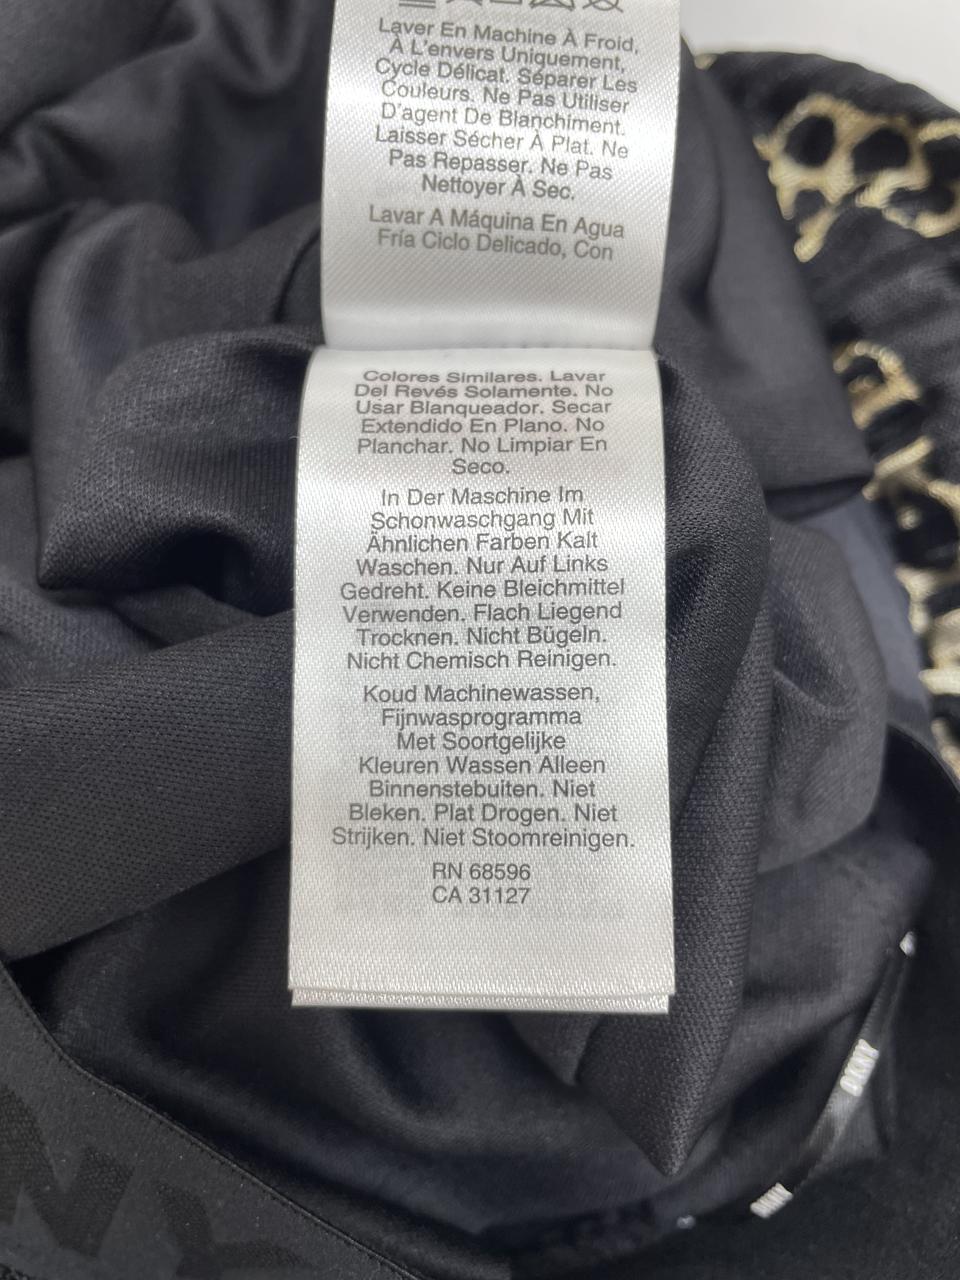 Laver En Machine À Froid,
À L'envers Uniquement,
Cycle Délicat. Séparer Les
Couleurs. Ne Pas Utiliser
D'agent De Blanchiment.
Laisser Sécher À Plat. Ne
Pas Repasser. Ne Pas
Nettoyer À Sec.
Lavar A Máquina En Agua
Fría Ciclo Delicado, Con
Colores Similares. Lavar
Del Revés Solamente. No
Usar Blanqueador. Secar
Extendido En Plano. No
Planchar. No Limpiar En
Seco.
In Der Maschine Im
Schonwaschgang Mit
Ähnlichen Farben Kalt
Waschen. Nur Auf Links
Gedreht. Keine Bleichmittel
Verwenden. Flach Liegend
Trocknen. Nicht Bügeln.
Nicht Chemisch Reinigen.
Koud Machinewassen,
Fijnwasprogramma
Met Soortgelijke
Kleuren Wassen Alleen
Binnenstebuiten. Niet
Bleken. Plat Drogen. Niet
Strijken. Niet Stoomreinigen.
RN 68596
CA 31127
DKNY
DKNY
NY